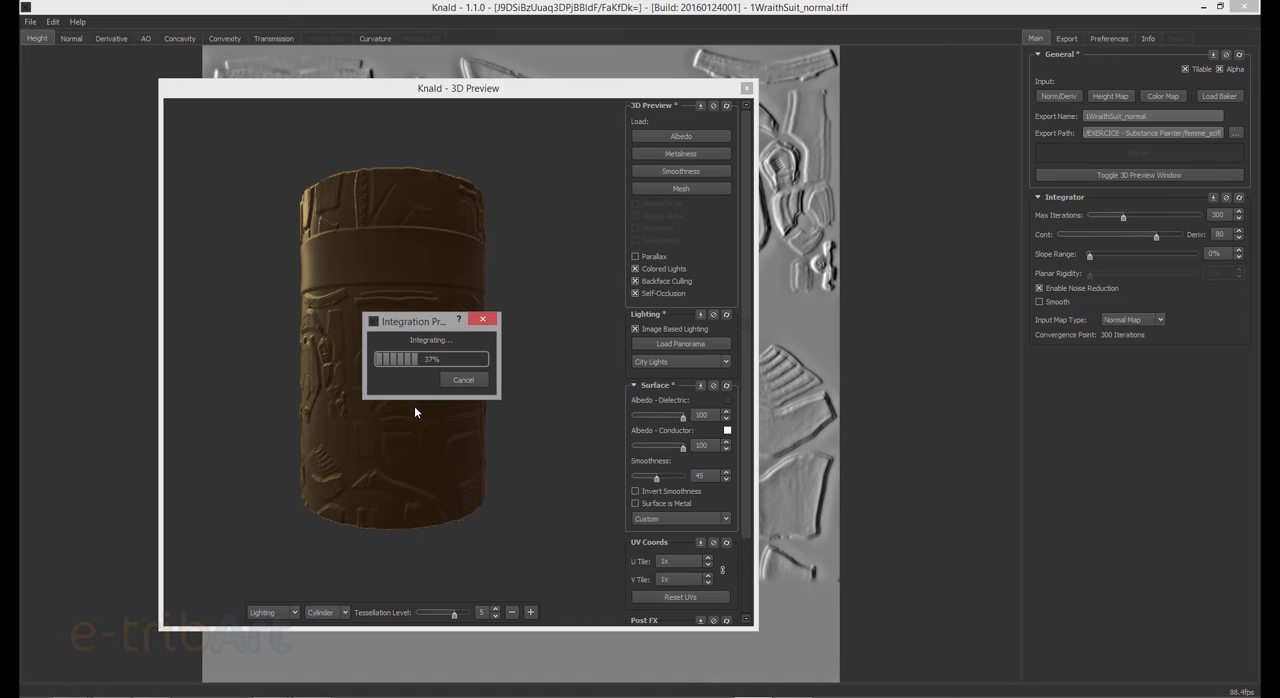 Knald - 1.1.0 - [J9DSiBzUuaq3DPjBBldF/FaKfDk=] - [Build: 20160124001] - 1WraithSuit_normal.tiff
File Edit Help
Height Normal Derivative AO Concavity Convexity Transmission Curvature
Main Export Preferences Info
General *
Tilable Alpha
Input:
Norm/Deriv Height Map Color Map Load Baker
Export Name: 1WraithSuit_normal
Export Path: /EXERCICE - Substance Painter/femme_scifi ...
Toggle 3D Preview Window
Integrator
Max Iterations: 300
Cont: Deriv: 80
Slope Range: 0%
Planar Rigidity:
Enable Noise Reduction
Smooth
Input Map Type: Normal Map
Convergence Point: 300 Iterations
Knald - 3D Preview
3D Preview *
Load:
Albedo
Metalness
Smoothness
Mesh
Parallax
Colored Lights
Backface Culling
Self-Occlusion
Lighting *
Image Based Lighting
Load Panorama
City Lights
Surface *
Albedo - Dielectric:
100
Albedo - Conductor:
100
Smoothness:
45
Invert Smoothness
Surface is Metal
Custom
UV Coords
U Tile: 1x
V Tile: 1x
Reset UVs
Post FX
Lighting Cylinder Tessellation Level: 5
Integration Pr... ?
Integrating...
37%
Cancel
e-tribArt
88.4fps